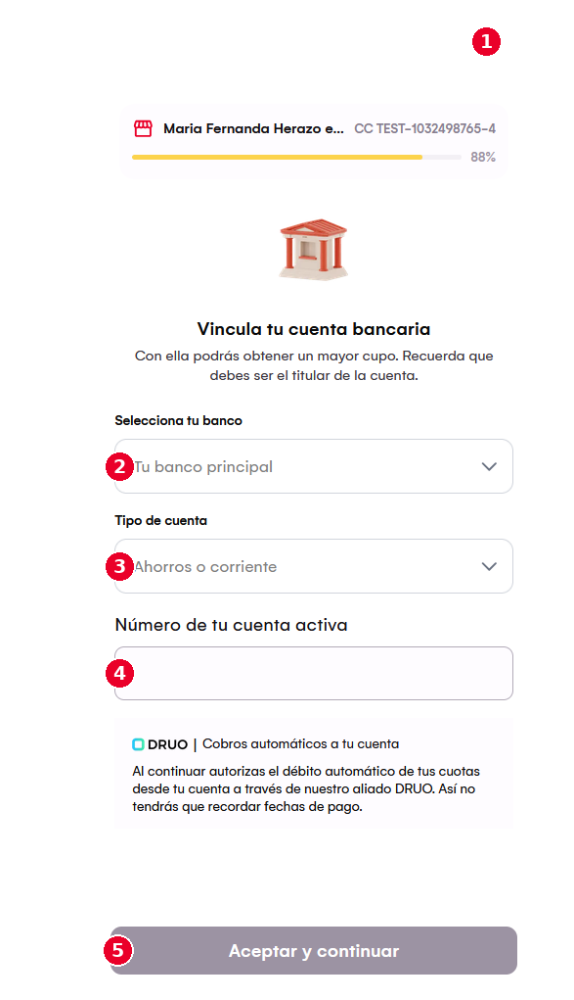 1
Maria Fernanda Herazo e... CC TEST-1032498765-4
88%
Vincula tu cuenta bancaria
Con ella podrás obtener un mayor cupo. Recuerda que
debes ser el titular de la cuenta.
Selecciona tu banco
2 Tu banco principal
Tipo de cuenta
3 Ahorros o corriente
Número de tu cuenta activa
4
DRUO | Cobros automáticos a tu cuenta
Al continuar autorizas el débito automático de tus cuotas
desde tu cuenta a través de nuestro aliado DRUO. Así no
tendrás que recordar fechas de pago.
5 Aceptar y continuar